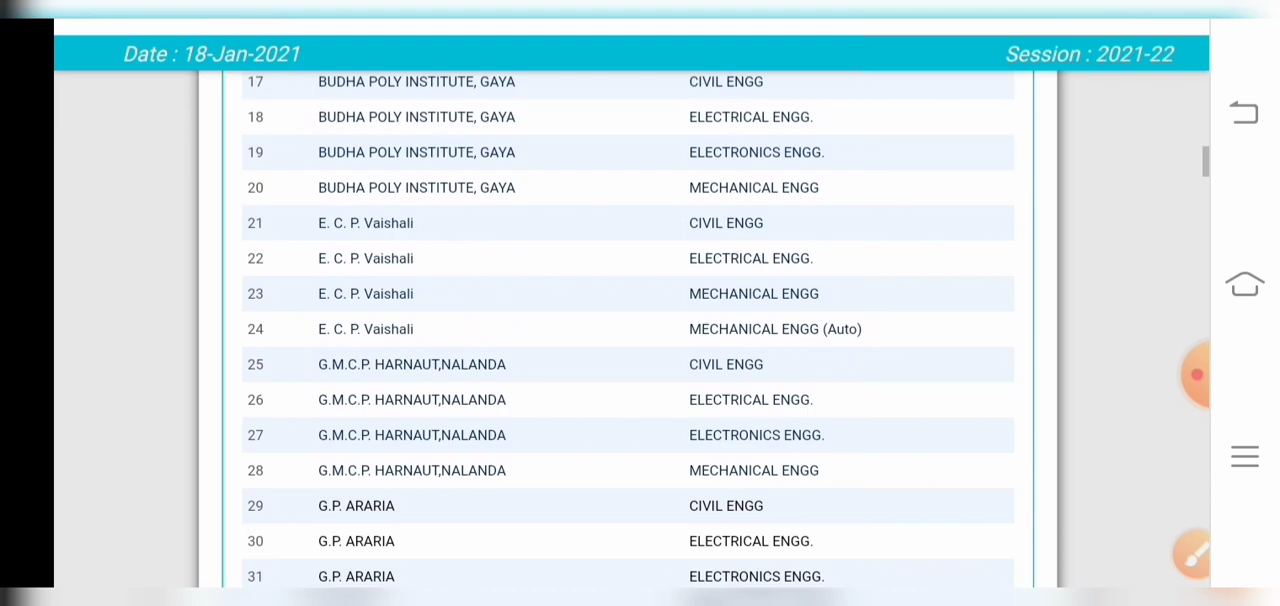 Date : 18-Jan-2021 Session : 2021-22
17 BUDHA POLY INSTITUTE, GAYA CIVIL ENGG
18 BUDHA POLY INSTITUTE, GAYA ELECTRICAL ENGG.
19 BUDHA POLY INSTITUTE, GAYA ELECTRONICS ENGG.
20 BUDHA POLY INSTITUTE, GAYA MECHANICAL ENGG
21 E. C. P. Vaishali CIVIL ENGG
22 E. C. P. Vaishali ELECTRICAL ENGG.
23 E. C. P. Vaishali MECHANICAL ENGG
24 E. C. P. Vaishali MECHANICAL ENGG (Auto)
25 G.M.C.P. HARNAUT,NALANDA CIVIL ENGG
26 G.M.C.P. HARNAUT,NALANDA ELECTRICAL ENGG.
27 G.M.C.P. HARNAUT,NALANDA ELECTRONICS ENGG.
28 G.M.C.P. HARNAUT,NALANDA MECHANICAL ENGG
29 G.P. ARARIA CIVIL ENGG
30 G.P. ARARIA ELECTRICAL ENGG.
31 G.P. ARARIA ELECTRONICS ENGG.